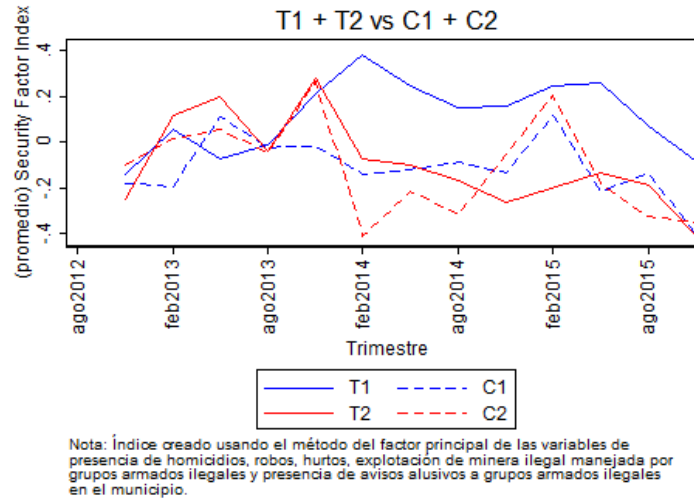 T1 + T2 vs C1 + C2
(promedio) Security Factor Index
.4
.2
0
-.2
-.4
ago2012
feb2013
ago2013
feb2014
ago2014
feb2015
ago2015
Trimestre
T1 C1
T2 C2
Nota: Índice creado usando el método del factor principal de las variables de
presencia de homicidios, robos, hurtos, explotación de minera ilegal manejada por
grupos armados ilegales y presencia de avisos alusivos a grupos armados ilegales
en el municipio.